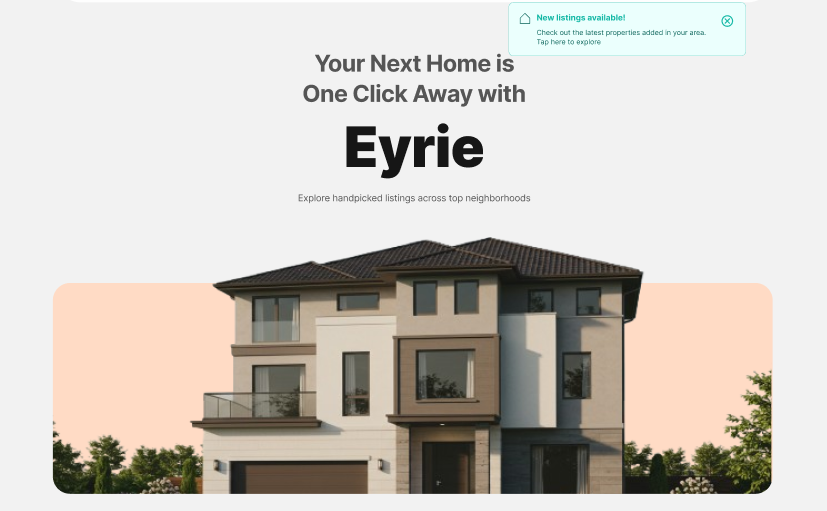 New listings available!
Check out the latest properties added in your area.
Tap here to explore
Your Next Home is
One Click Away with
Eyrie
Explore handpicked listings across top neighborhoods